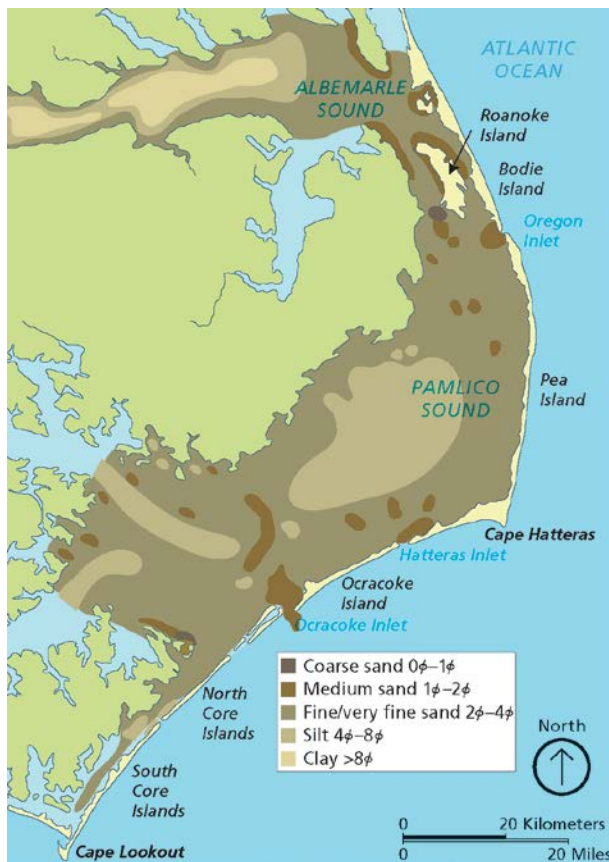 ATLANTIC
OCEAN
ALBEMARLE
SOUND
Roanoke
Island
Bodie
Island
Oregon
Inlet
PAMLICO
SOUND
Pea
Island
Cape Hatteras
Hatteras Inlet
Ocracoke
Island
Ocracoke Inlet
North
Core
Islands
South
Core
Islands
Cape Lookout
Coarse sand 0ϕ–1ϕ
Medium sand 1ϕ–2ϕ
Fine/very fine sand 2ϕ–4ϕ
Silt 4ϕ–8ϕ
Clay >8ϕ
North
0 20 Kilometers
0 20 Miles